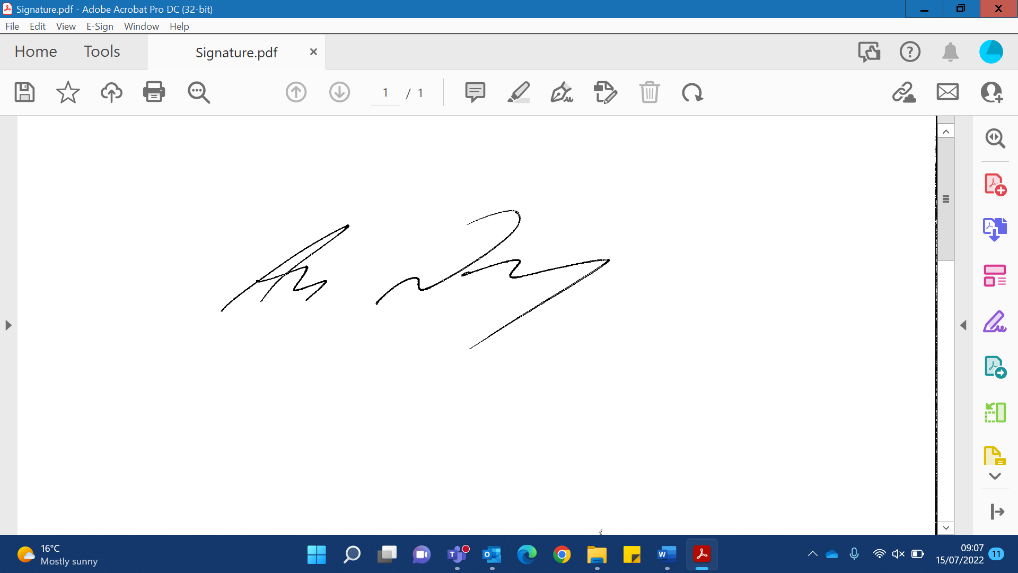 Signature.pdf - Adobe Acrobat Pro DC (32-bit)
File Edit View E-Sign Window Help
Home Tools Signature.pdf
1 / 1
16°C
Mostly sunny
09:07
15/07/2022
11